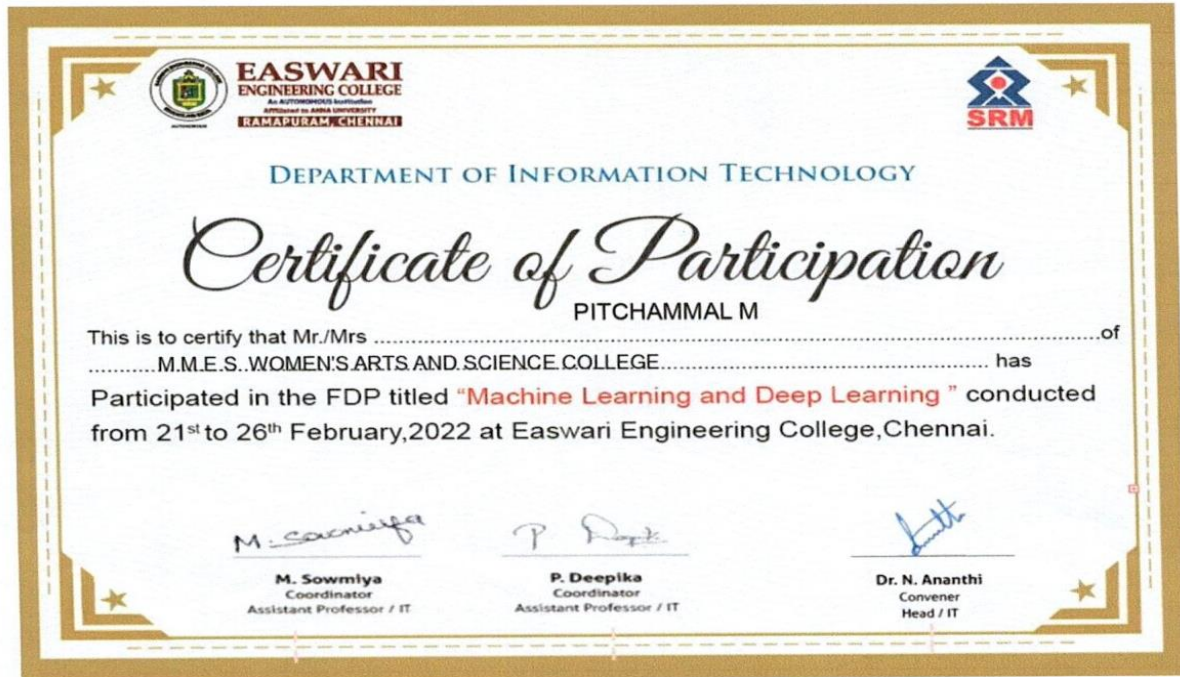 EASWARI
ENGINEERING COLLEGE
An AUTONOMOUS Institution
AFFILIATED to ANNA UNIVERSITY
RAMAPURAM, CHENNAI
AUTONOMOUS
SRM
DEPARTMENT OF INFORMATION TECHNOLOGY
Certificate of Participation
PITCHAMMAL M
This is to certify that Mr./Mrs ..........of
..........M.M.E.S. WOMEN'S ARTS AND SCIENCE COLLEGE.......... has
Participated in the FDP titled “Machine Learning and Deep Learning ” conducted
from 21st to 26th February,2022 at Easwari Engineering College,Chennai.
M. Sowmiya
P. Deepika
M. Sowmiya
Coordinator
Assistant Professor / IT
P. Deepika
Coordinator
Assistant Professor / IT
Dr. N. Ananthi
Convener
Head / IT